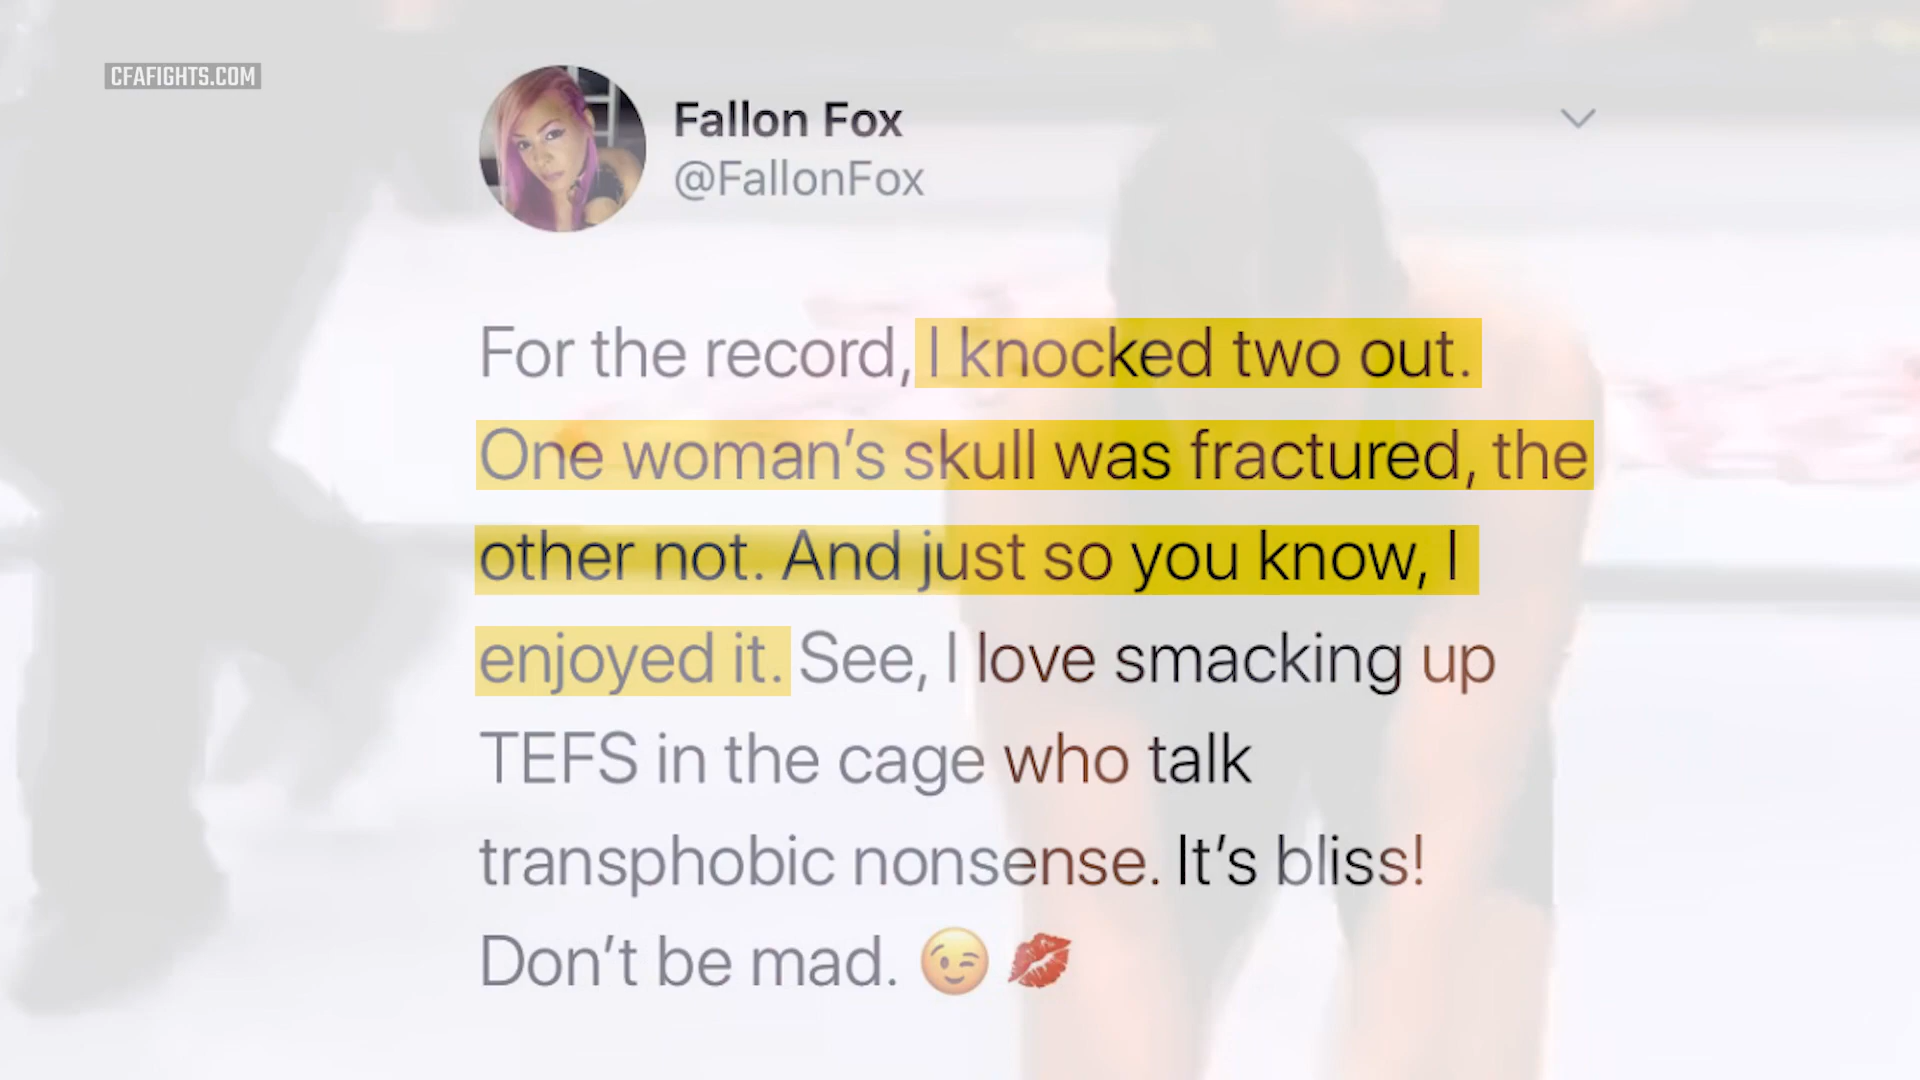 CFAFIGHTS.COM
Fallon Fox
@FallonFox
For the record, I knocked two out.
One woman’s skull was fractured, the
other not. And just so you know, I
enjoyed it. See, I love smacking up
TEFS in the cage who talk
transphobic nonsense. It’s bliss!
Don’t be mad. 😉 💋